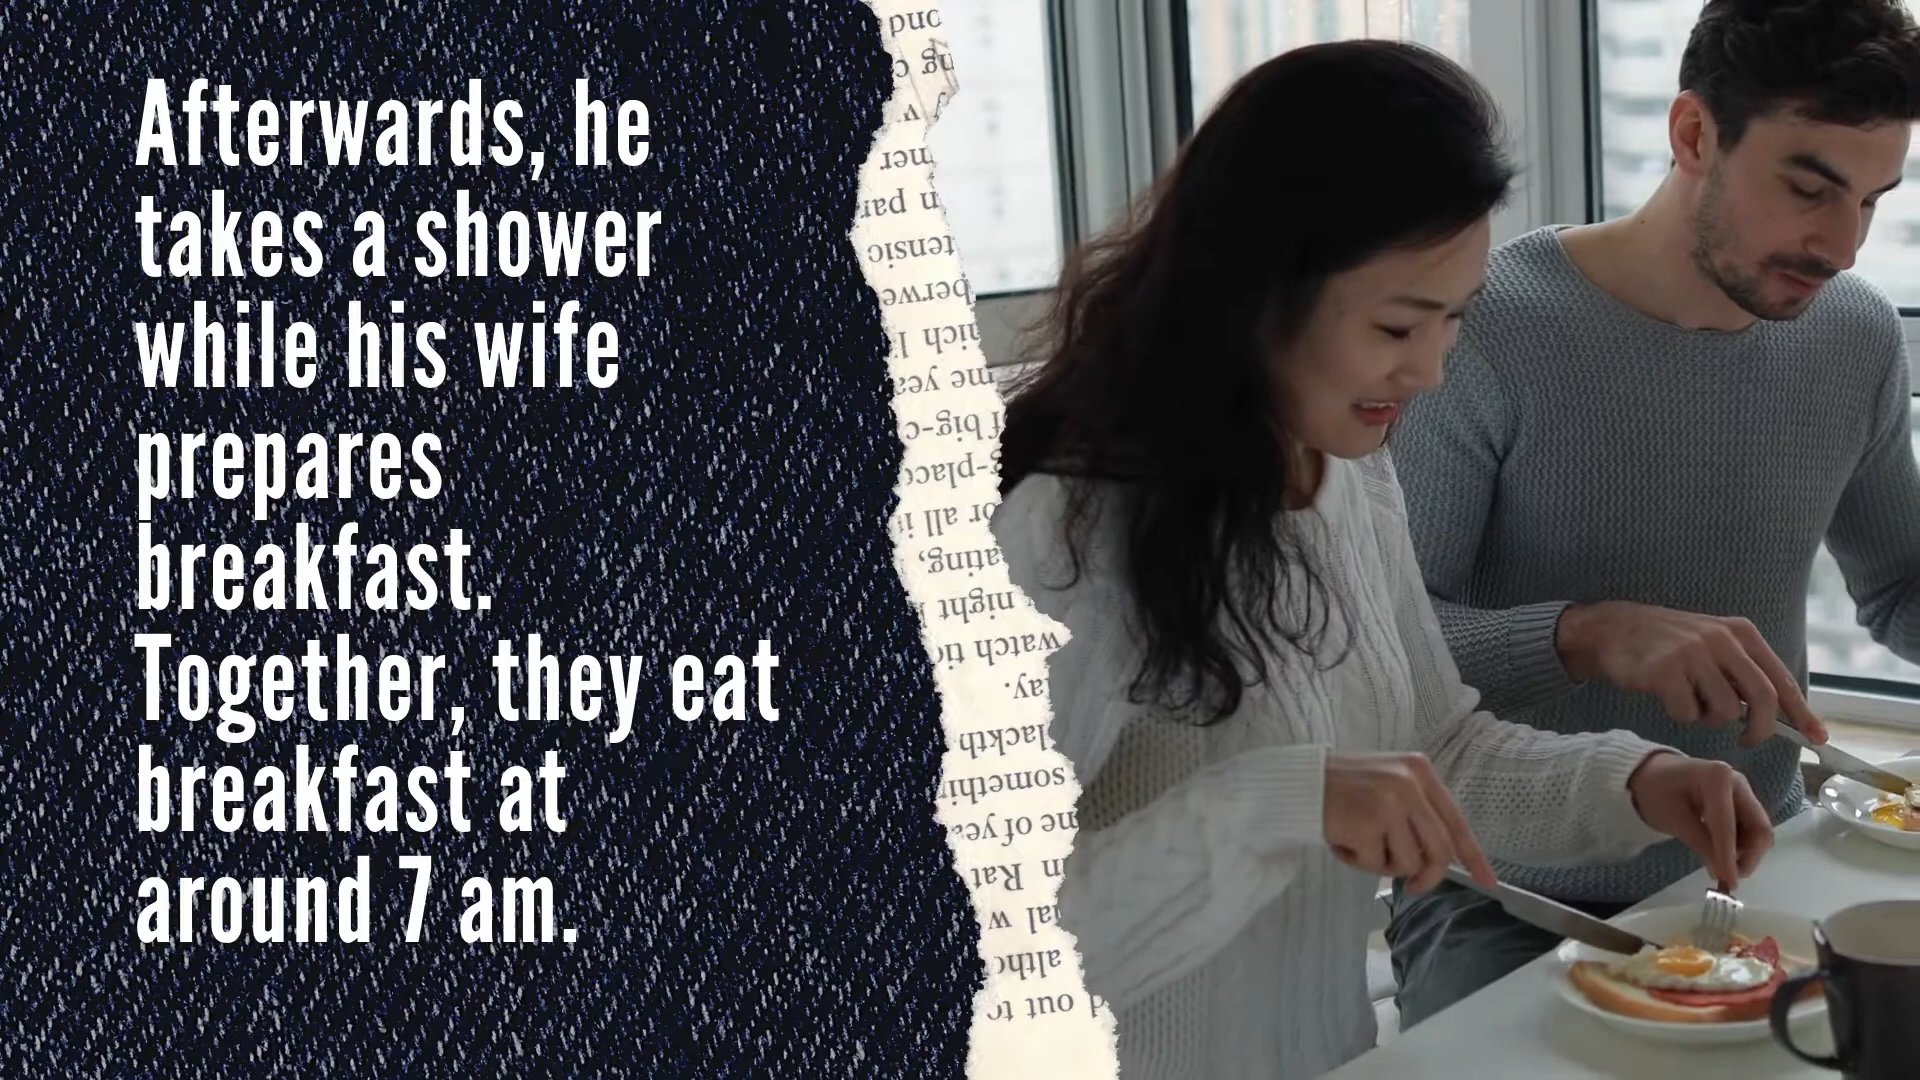 Afterwards, he
takes a shower
while his wife
prepares
breakfast.
Together, they eat
breakfast at
around 7 am.